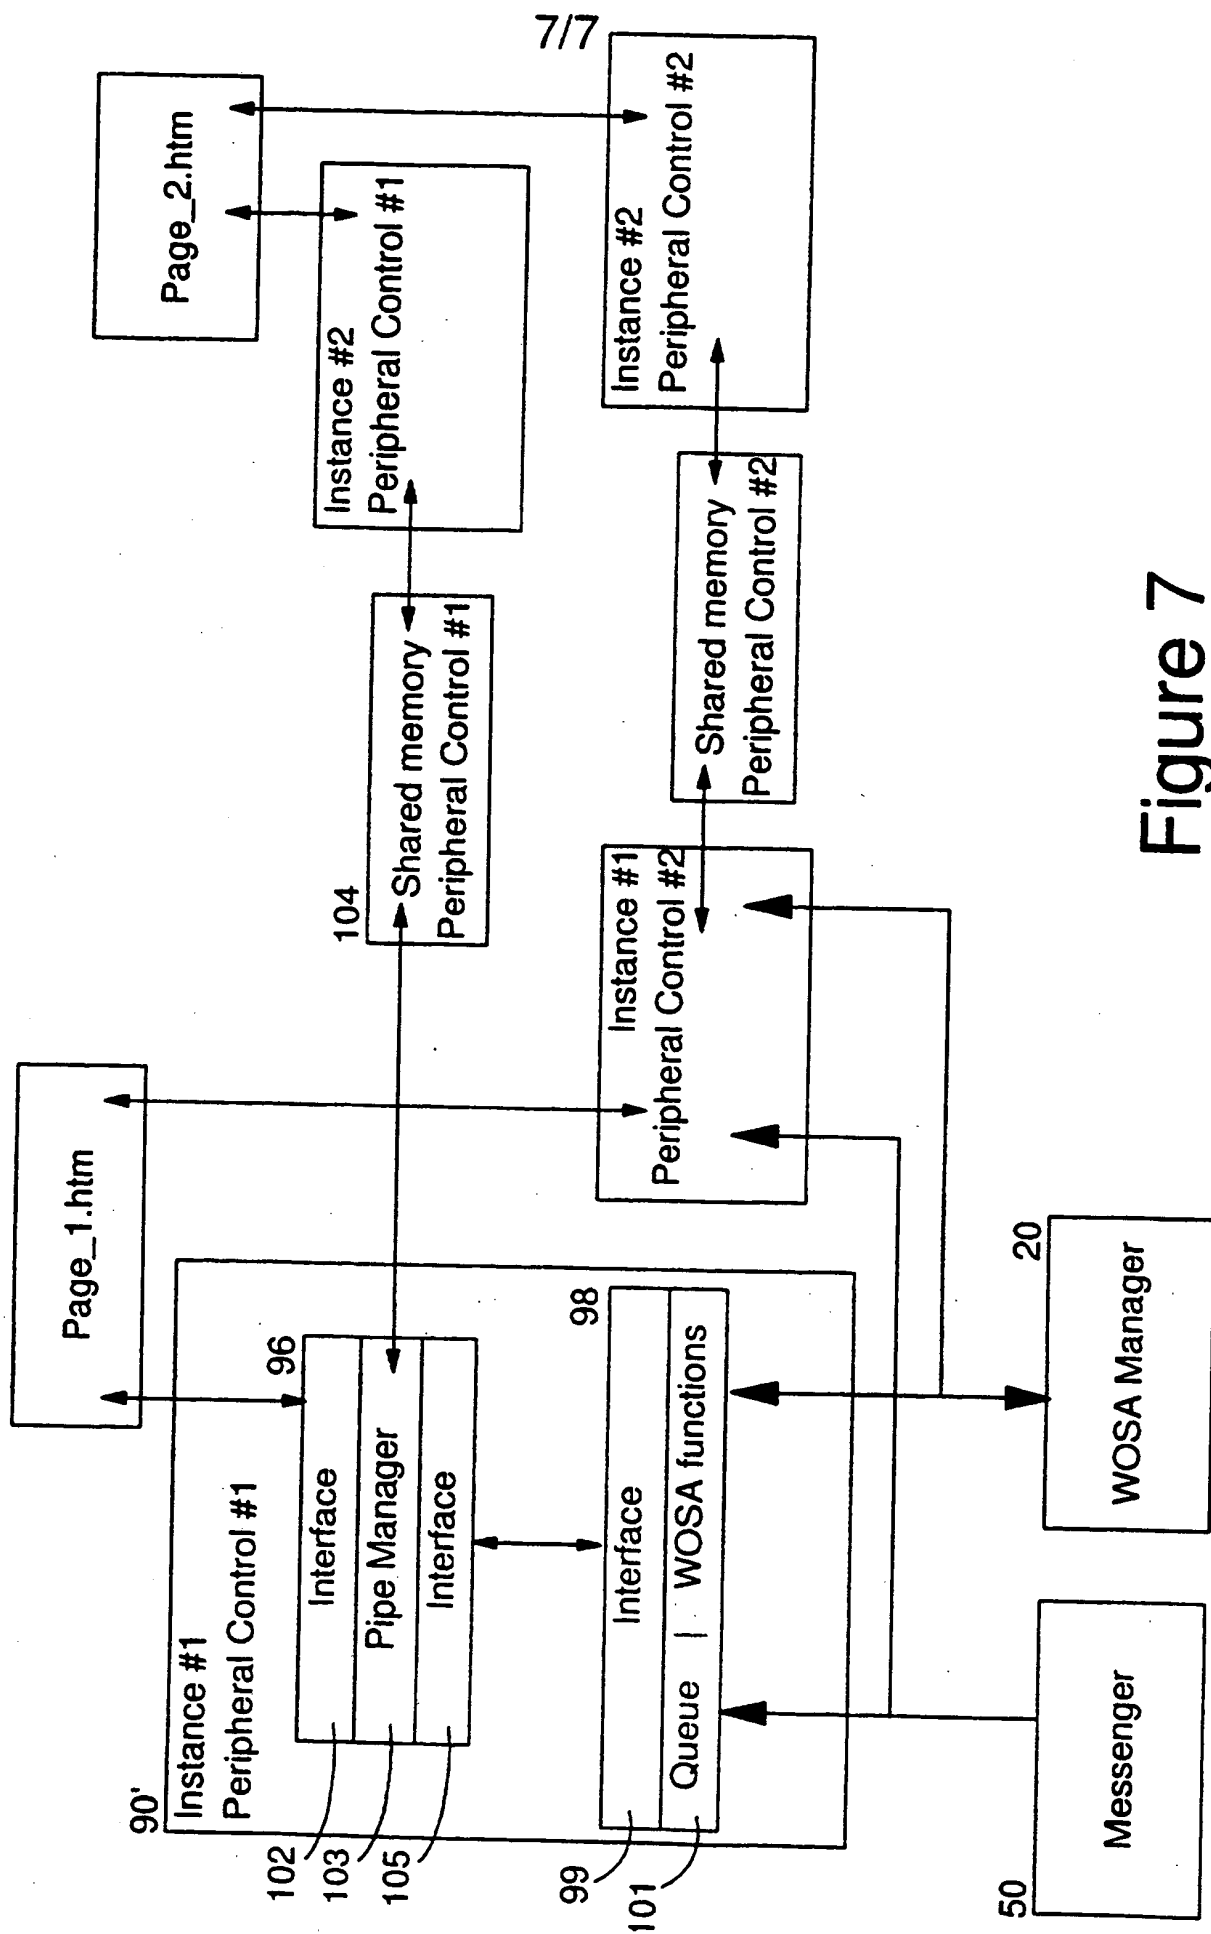 7/7
Page_1.htm
Page_2.htm
90'
Instance #1
Peripheral Control #1
96
102
Interface
103
Pipe Manager
105
Interface
104
Shared memory
Peripheral Control #1
Instance #2
Peripheral Control #1
98
99
Interface
101
Queue | WOSA functions
Instance #1
Peripheral Control #2
Shared memory
Peripheral Control #2
Instance #2
Peripheral Control #2
50
Messenger
20
WOSA Manager
Figure 7